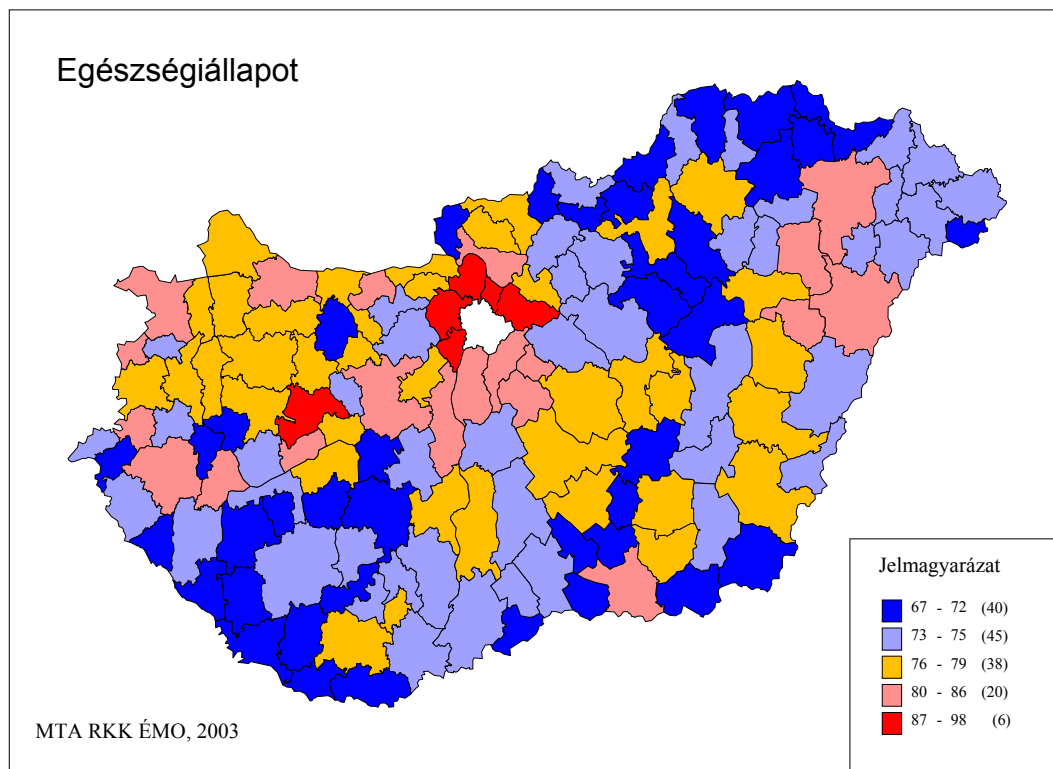 Egészségiállapot
Jelmagyarázat
67 - 72 (40)
73 - 75 (45)
76 - 79 (38)
80 - 86 (20)
87 - 98 (6)
MTA RKK ÉMO, 2003